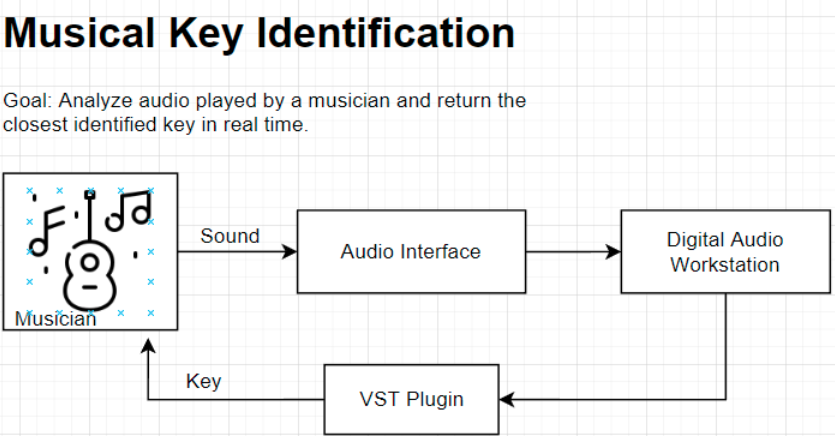 Musical Key Identification
Goal: Analyze audio played by a musician and return the
closest identified key in real time.
Sound
Audio Interface
Digital Audio
Workstation
Musician
Key
VST Plugin